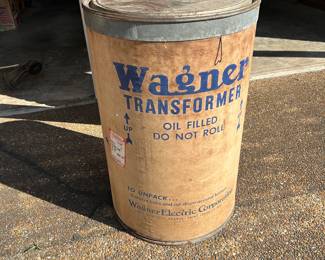 Wagner
TRANSFORMER
OIL FILLED
DO NOT ROLL
UP
TO UNPACK...
Wagner Electric Corporation